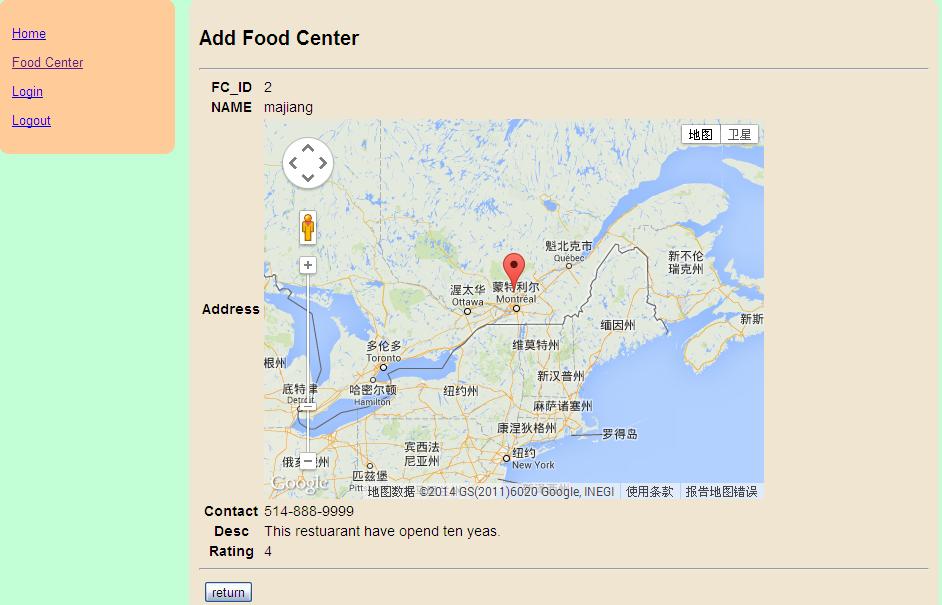 Home
Food Center
Login
Logout
Add Food Center
FC_ID 2
NAME majiang
Address
地图 卫星
魁北克市
Québec
新不伦
瑞克州
渥太华
Ottawa
蒙特利尔
Montréal
缅因州
新斯
多伦多
Toronto
维莫特州
根州
底特律
Detroit
哈密尔顿
Hamilton
纽约州
新汉普州
麻萨诸塞州
康涅狄格州
罗得岛
宾西法
尼亚州
纽约
New York
匹兹堡
Google
地图数据 ©2014 GS(2011)6020 Google, INEGI 使用条款 报告地图错误
Contact 514-888-9999
Desc This restuarant have opend ten yeas.
Rating 4
return